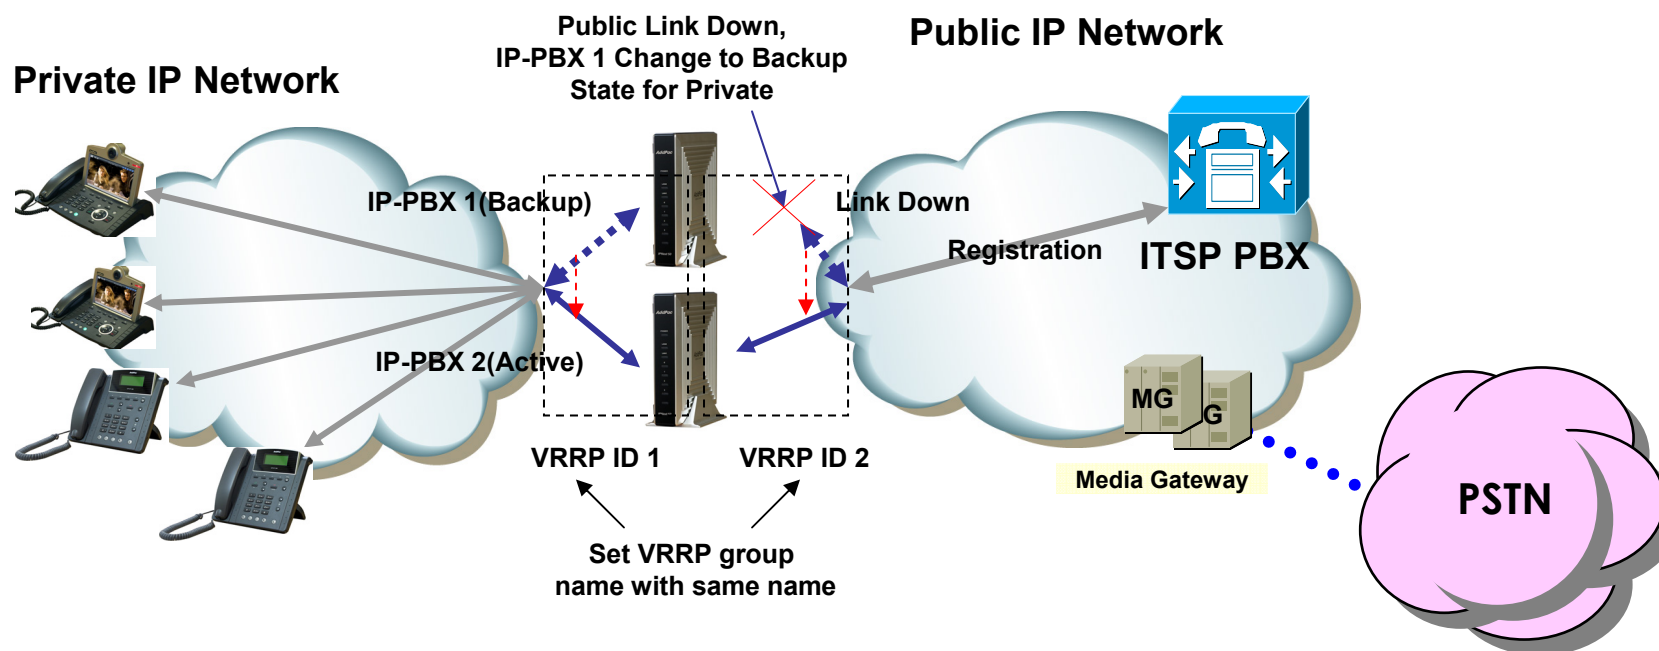 Public Link Down,
IP-PBX 1 Change to Backup
State for Private
Public IP Network
Private IP Network
AddPac
IP-PBX 1(Backup)
Link Down
Registration
ITSP PBX
AddPac
IP-PBX 2(Active)
MG
G
Media Gateway
VRRP ID 1
VRRP ID 2
PSTN
Set VRRP group
name with same name